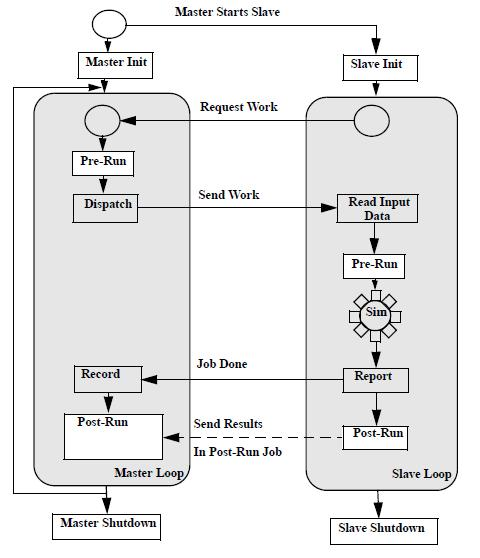 Master Starts Slave
Master Init
Slave Init
Request Work
Pre-Run
Dispatch
Send Work
Read Input
Data
Pre-Run
Sim
Job Done
Record
Report
Post-Run
Send Results
Post-Run
In Post-Run Job
Master Loop
Slave Loop
Master Shutdown
Slave Shutdown